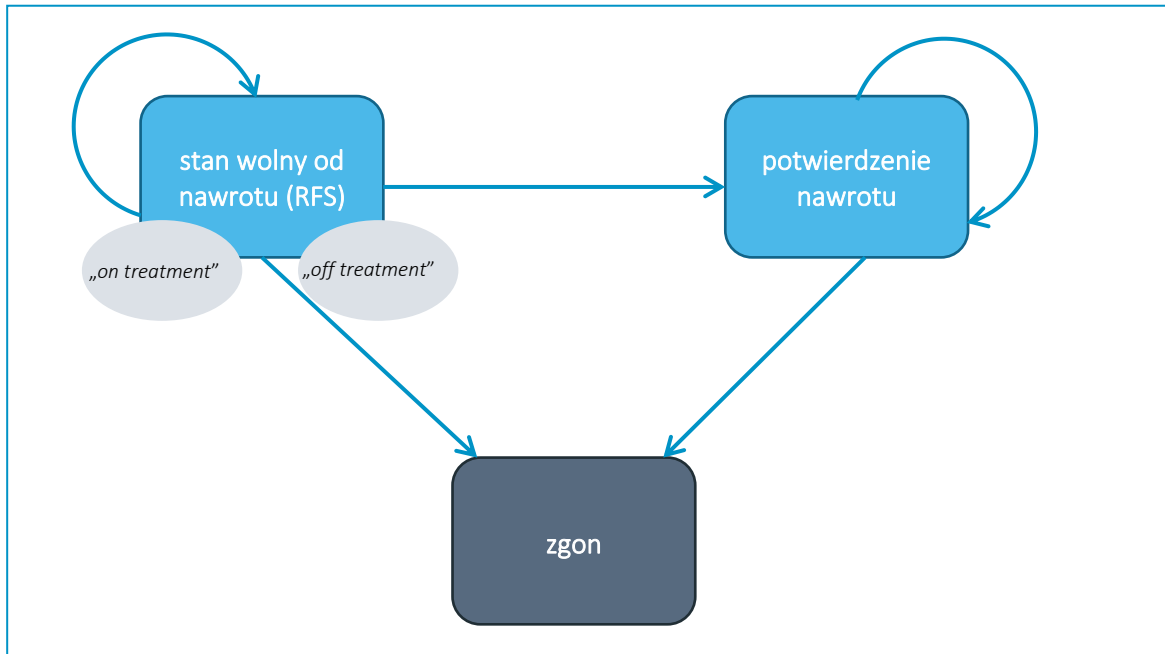 stan wolny od
nawrotu (RFS)
potwierdzenie
nawrotu
„on treatment”
„off treatment”
zgon